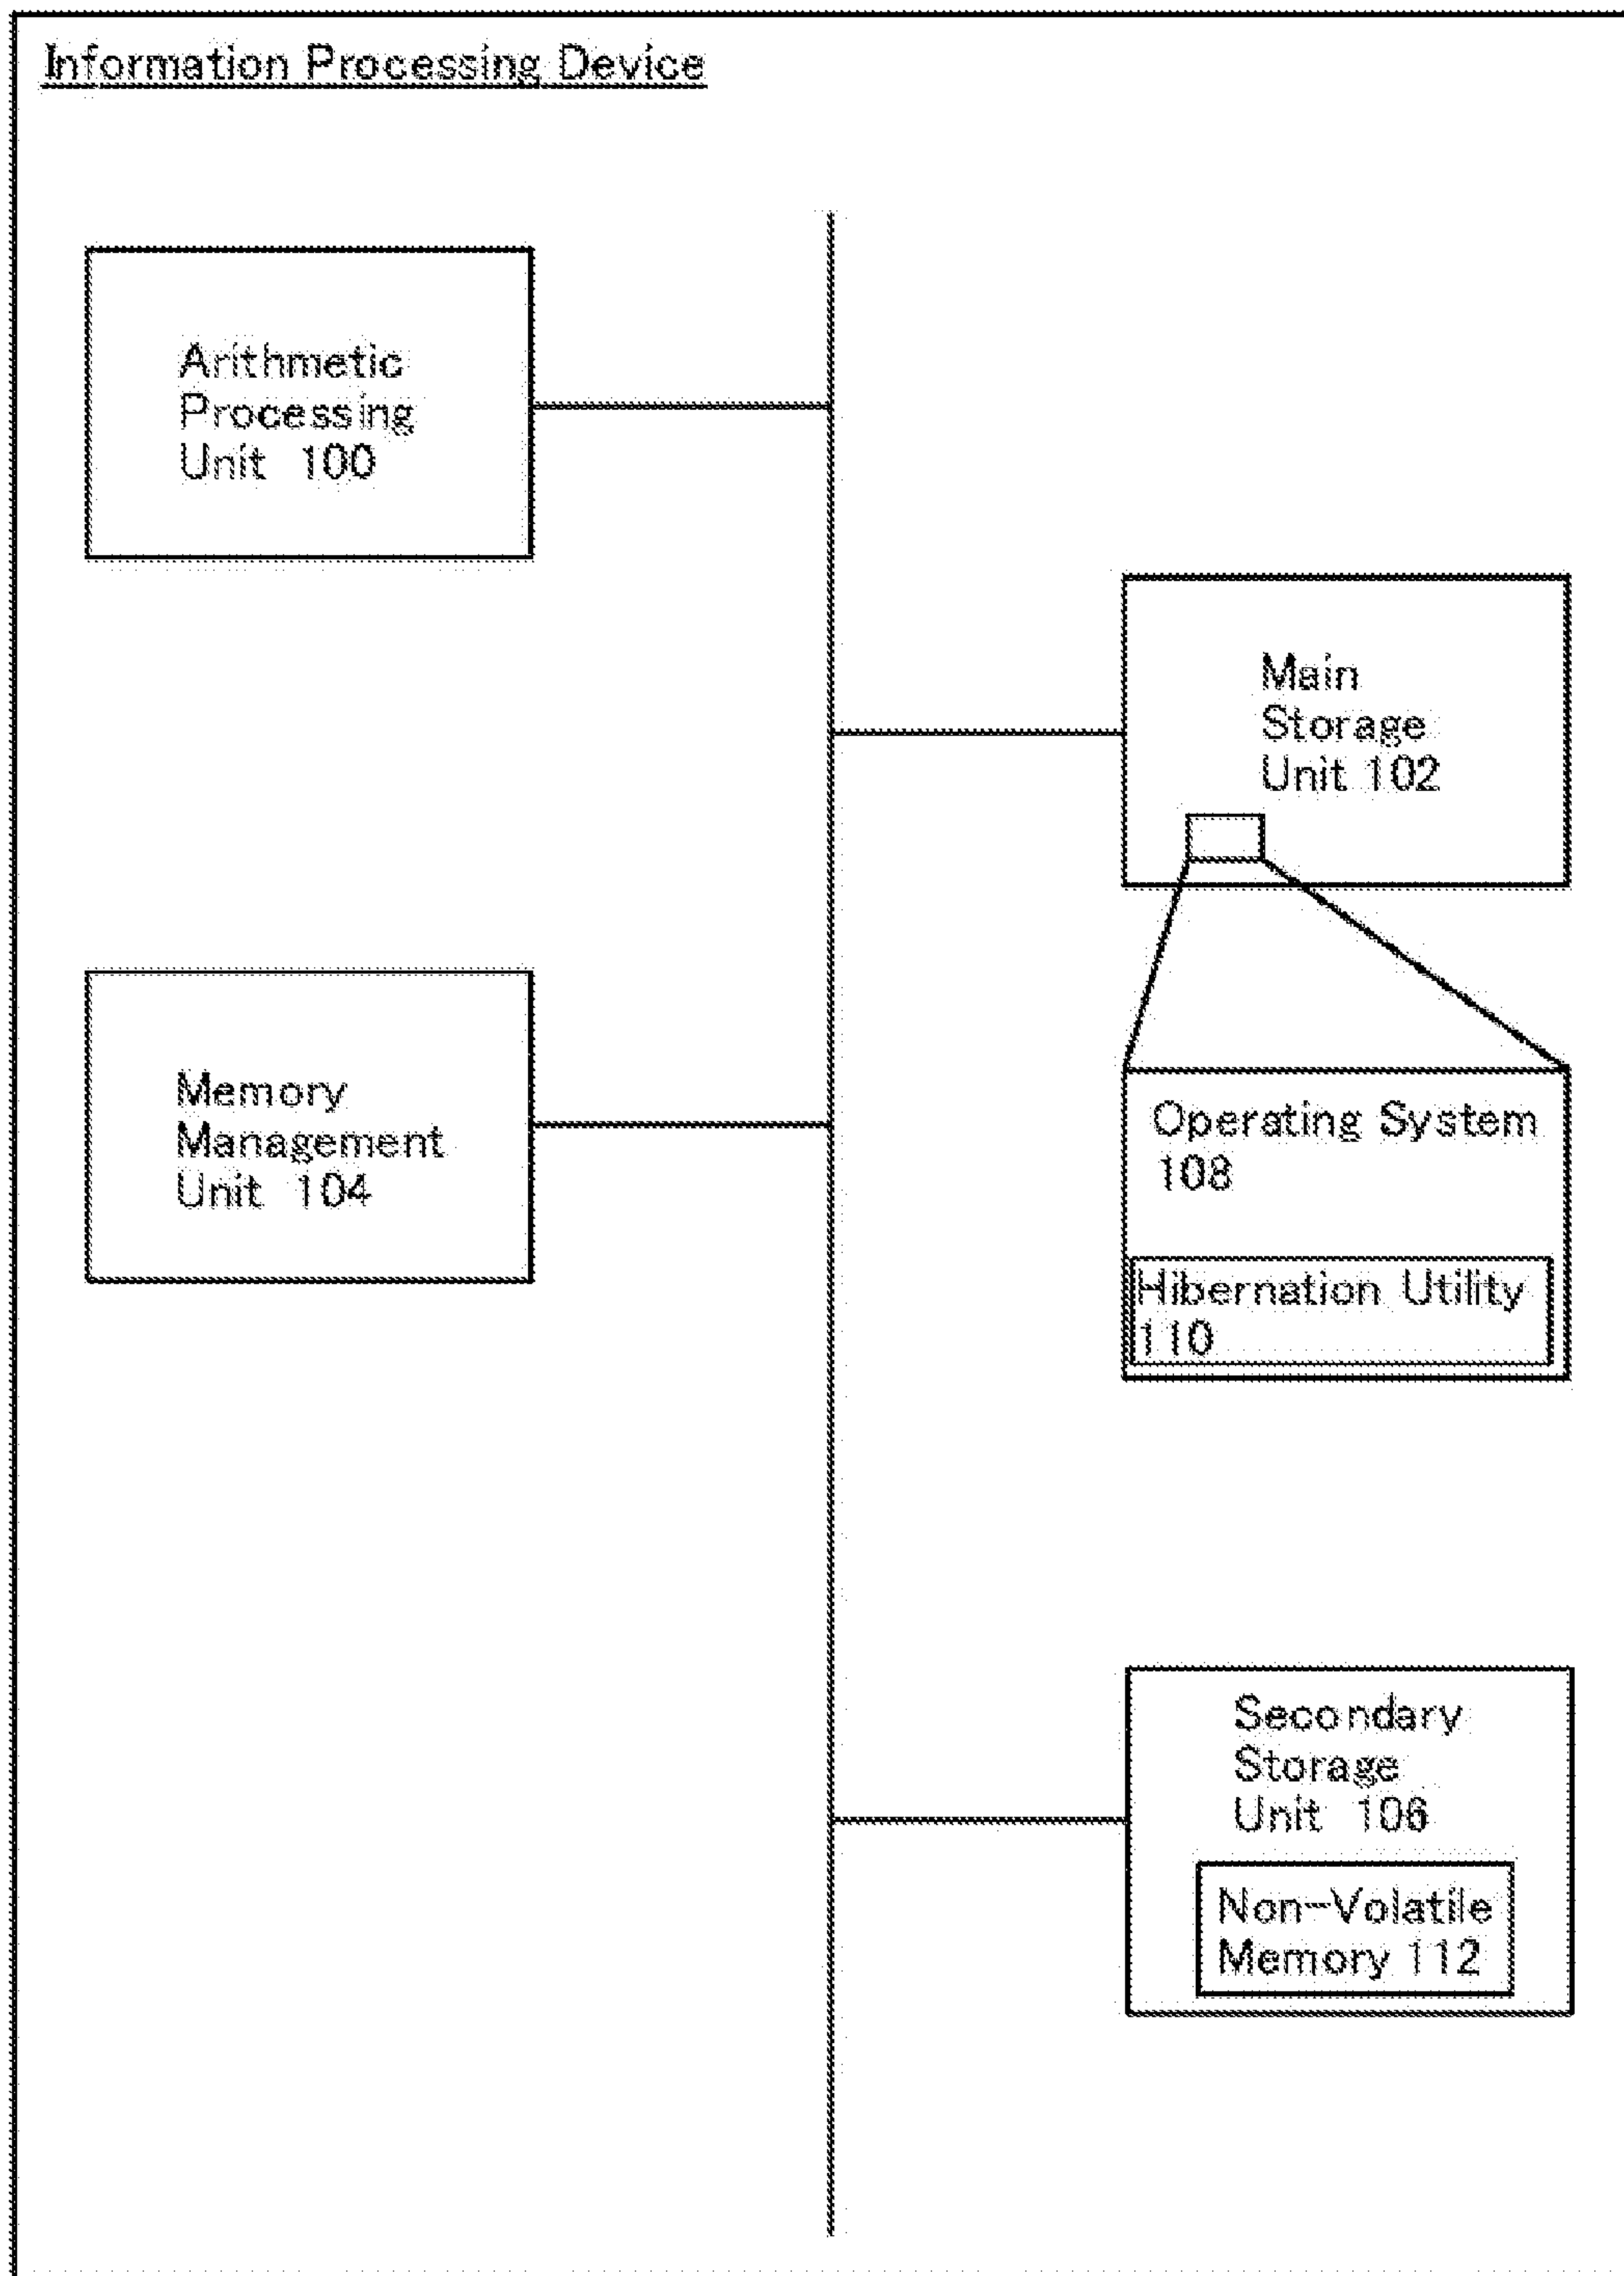 Information Processing Device
Arithmetic
Processing
Unit 100
Main
Storage
Unit 102
Memory
Management
Unit 104
Operating System
108
Hibernation Utility
110
Secondary
Storage
Unit 106
Non-Volatile
Memory 112